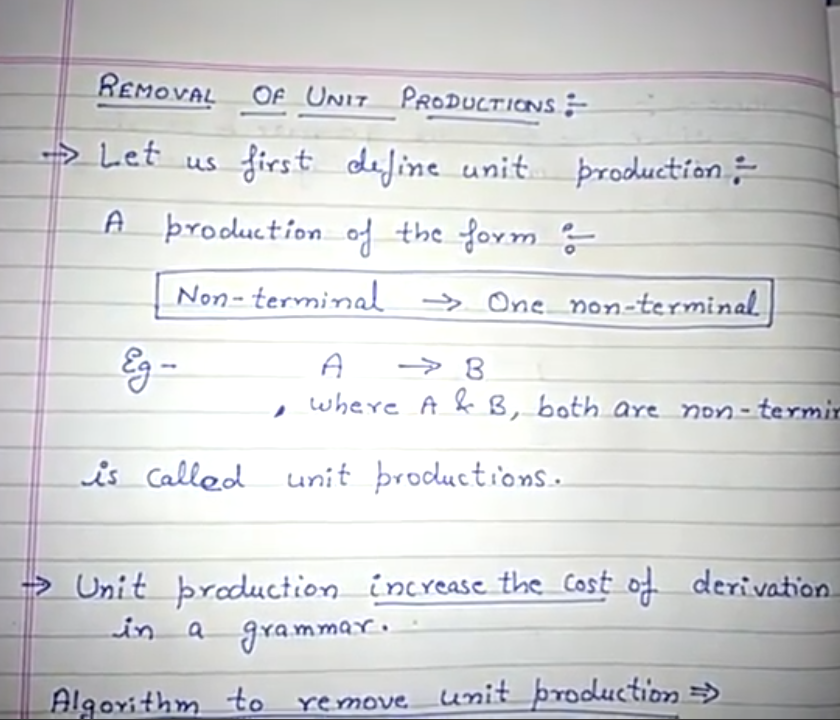 REMOVAL OF UNIT PRODUCTIONS :-
→ Let us first define unit production :-
A production of the form :-
Non-terminal → One non-terminal
Eg - A → B
, where A & B, both are non-termin
is called unit productions.
→ Unit production increase the cost of derivation
in a grammar.
Algorithm to remove unit production ⇒